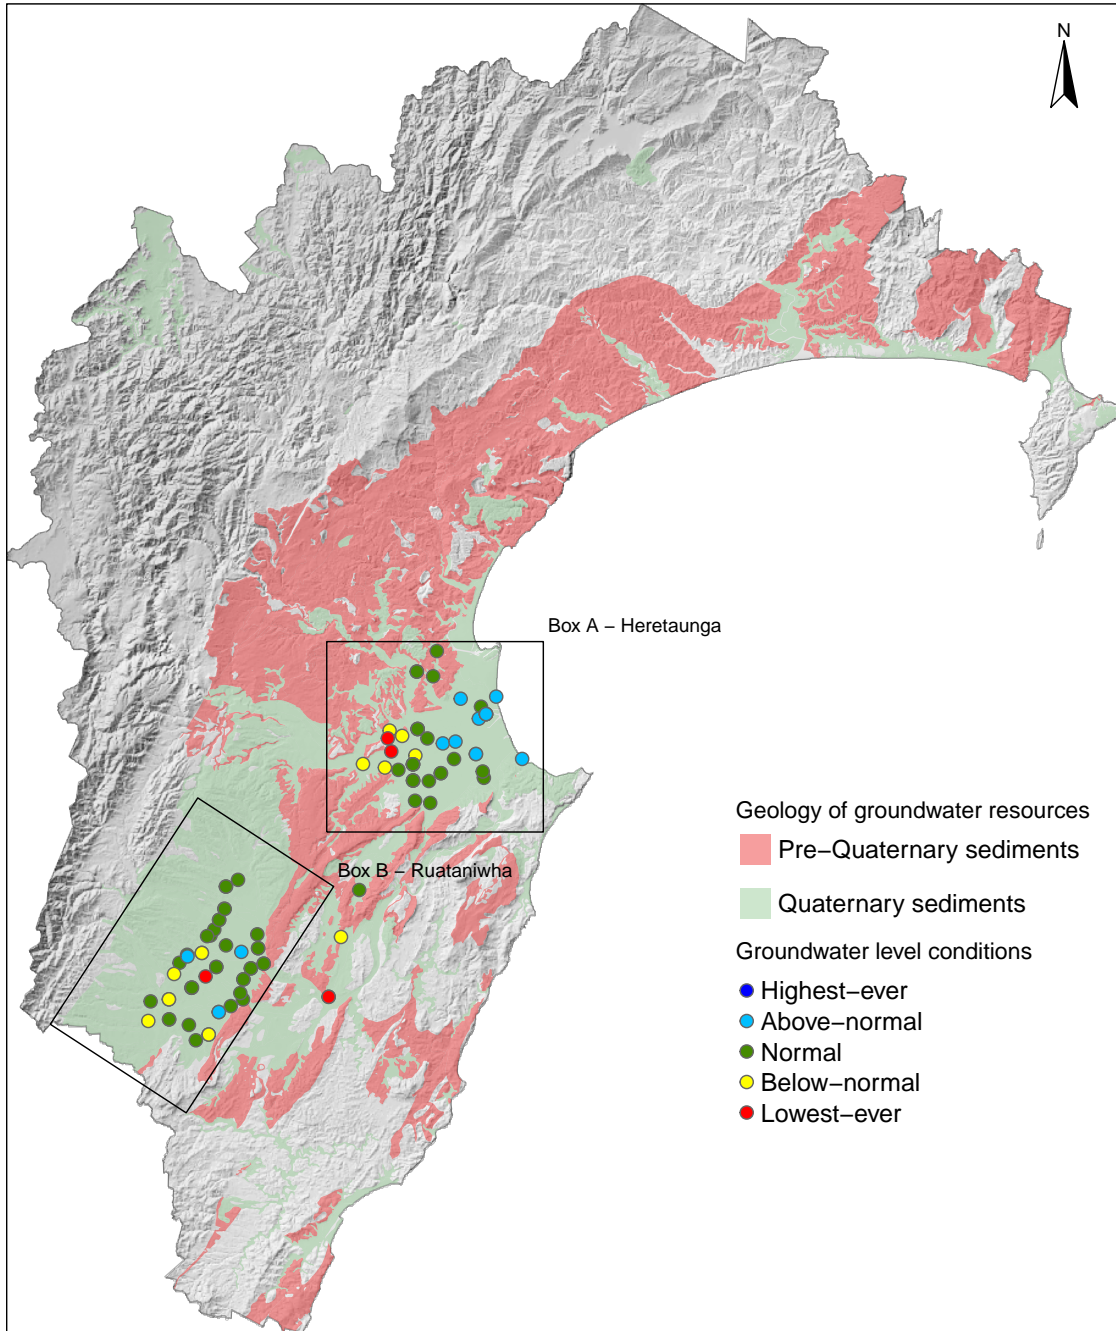 N
Box A – Heretaunga
Geology of groundwater resources
Pre–Quaternary sediments
Box B – Ruataniwha
Quaternary sediments
Groundwater level conditions
Highest–ever
Above–normal
Normal
Below–normal
Lowest–ever